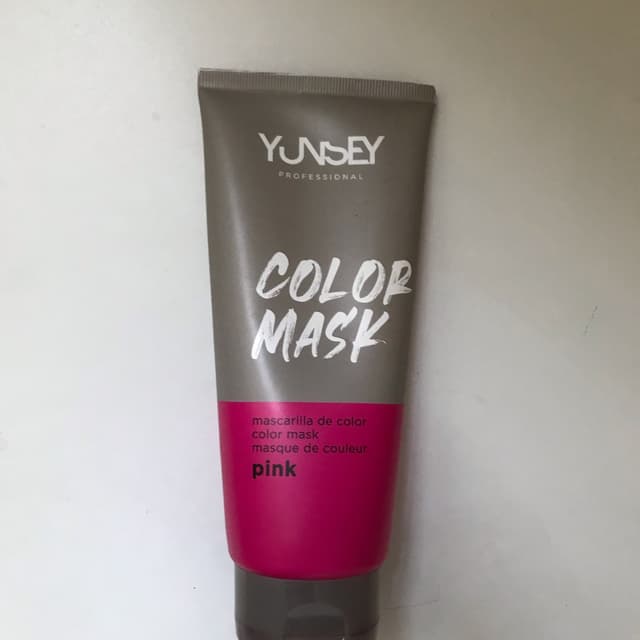 YUNSEY
PROFESSIONAL
COLOR
MASK
mascarilla de color
color mask
masque de couleur
pink